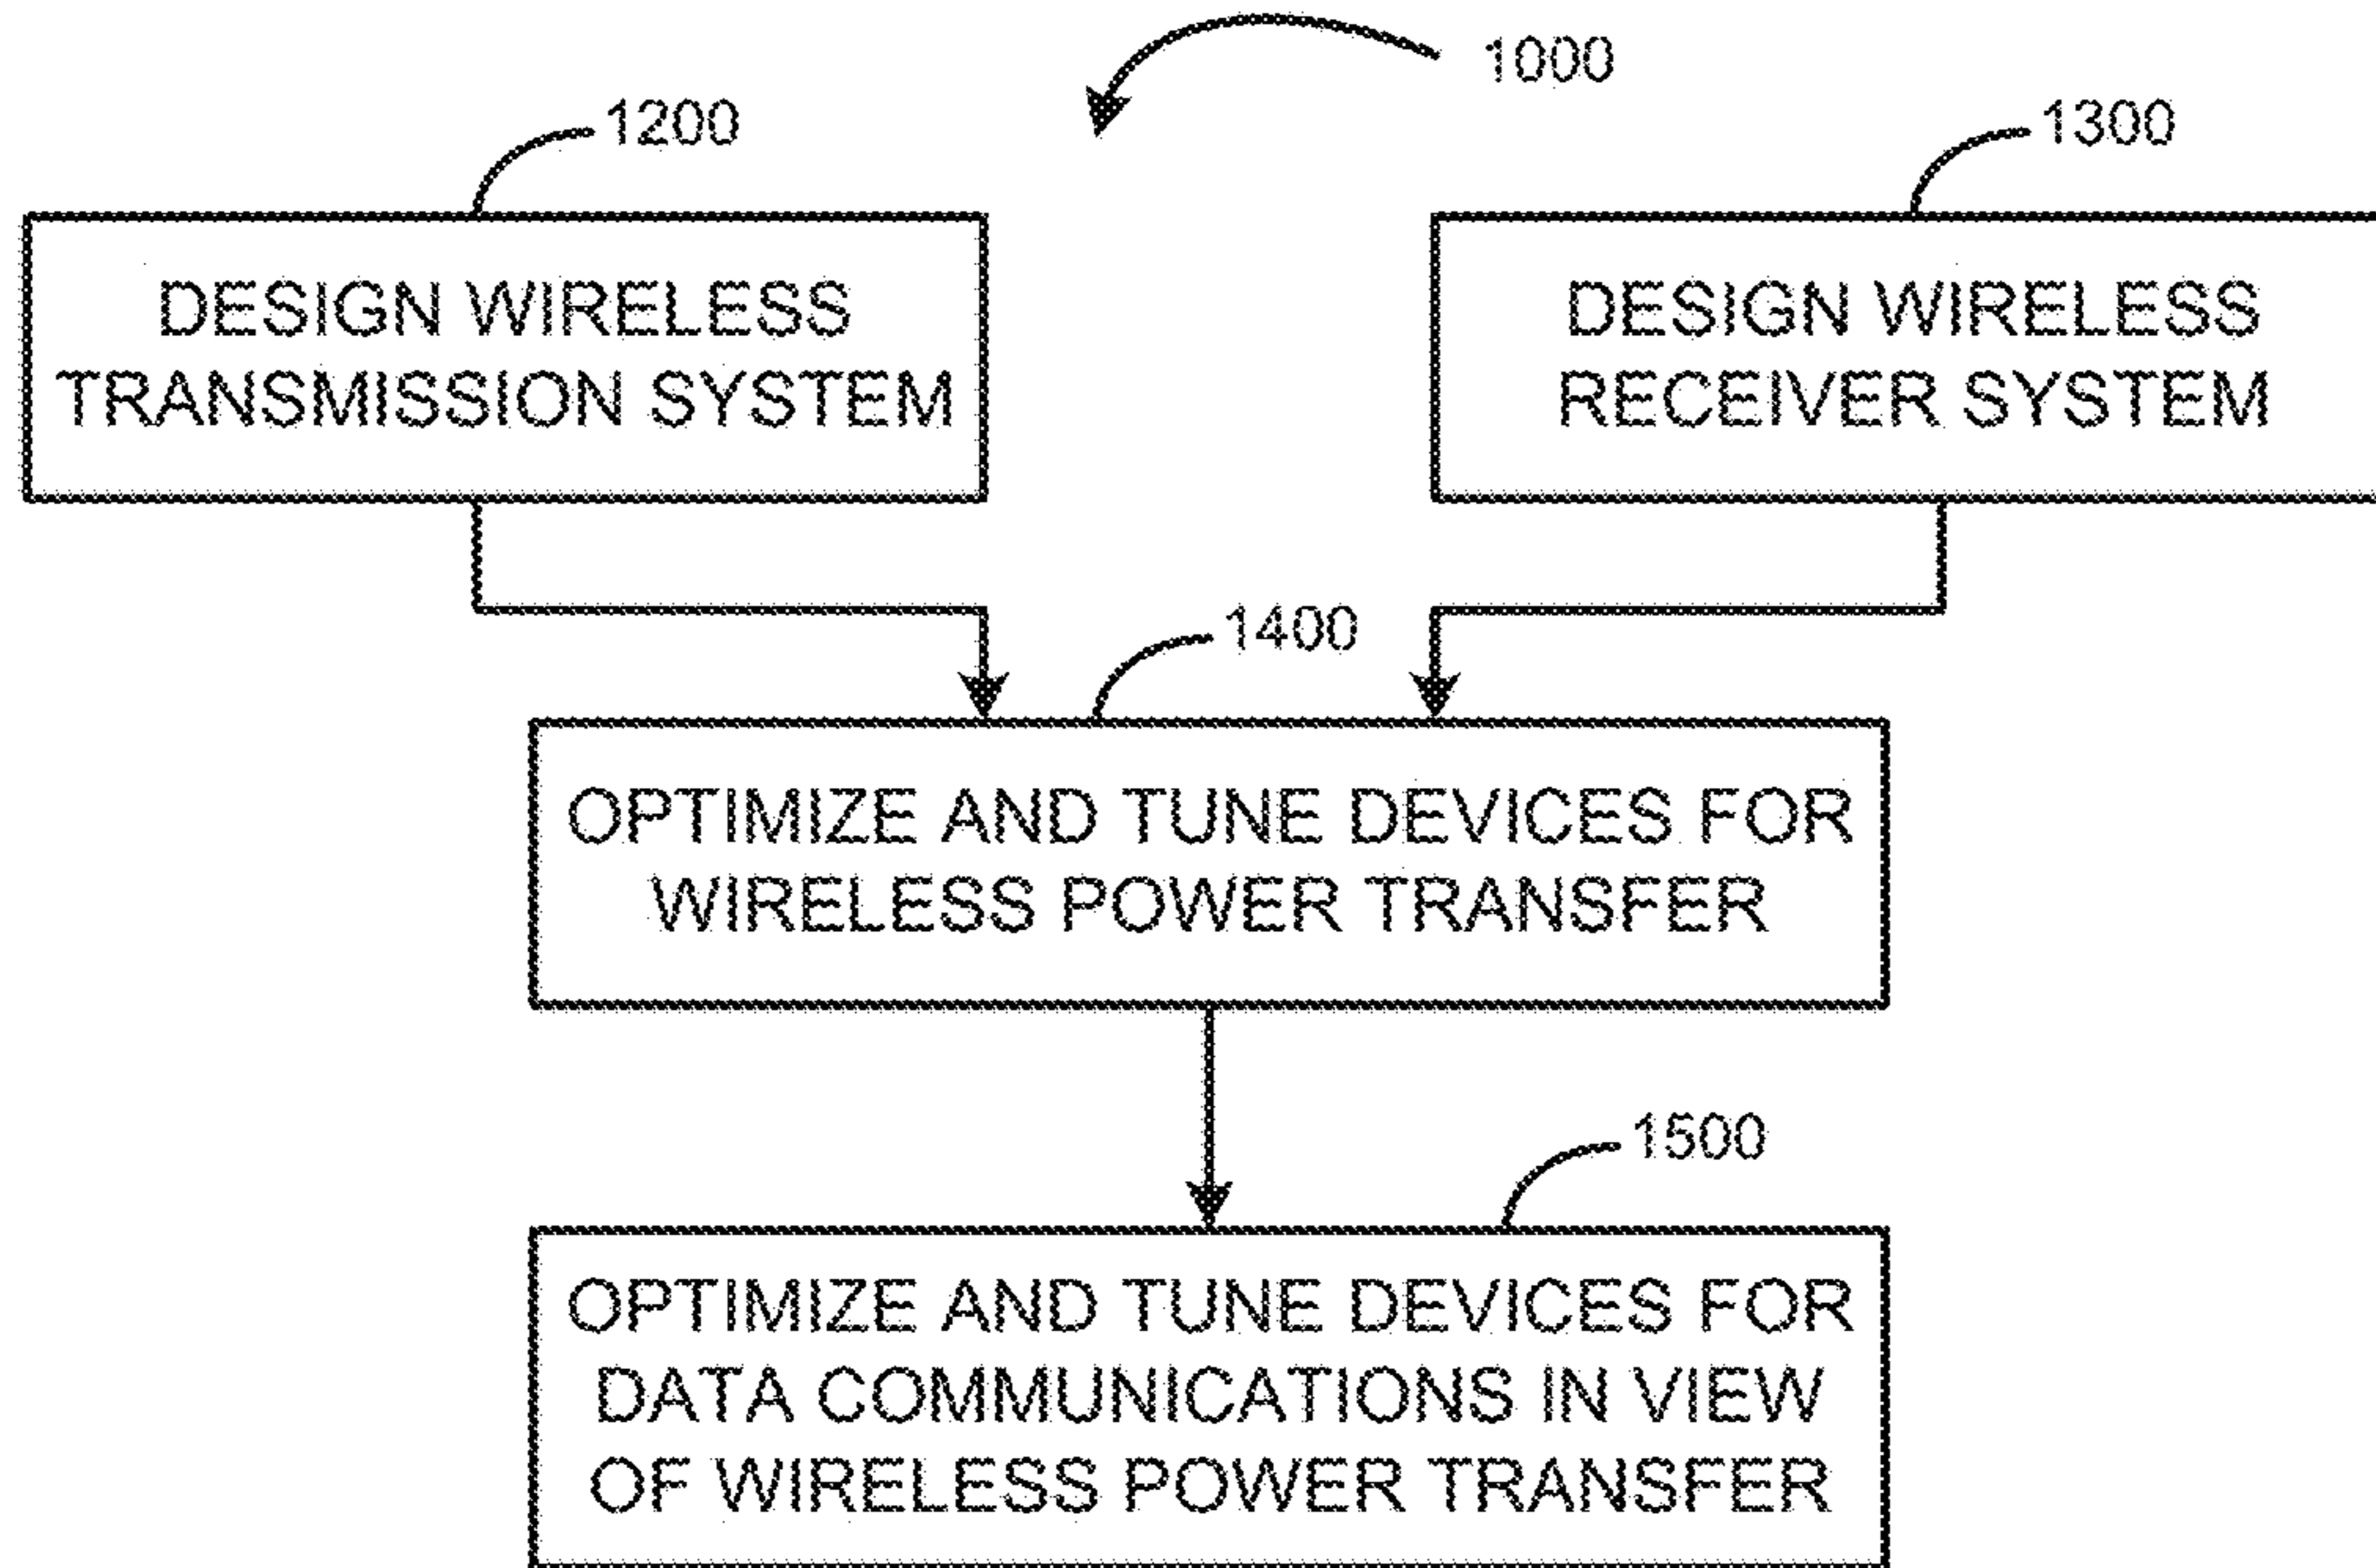 1000
1200
1300
DESIGN WIRELESS
TRANSMISSION SYSTEM
DESIGN WIRELESS
RECEIVER SYSTEM
1400
OPTIMIZE AND TUNE DEVICES FOR
WIRELESS POWER TRANSFER
1500
OPTIMIZE AND TUNE DEVICES FOR
DATA COMMUNICATIONS IN VIEW
OF WIRELESS POWER TRANSFER